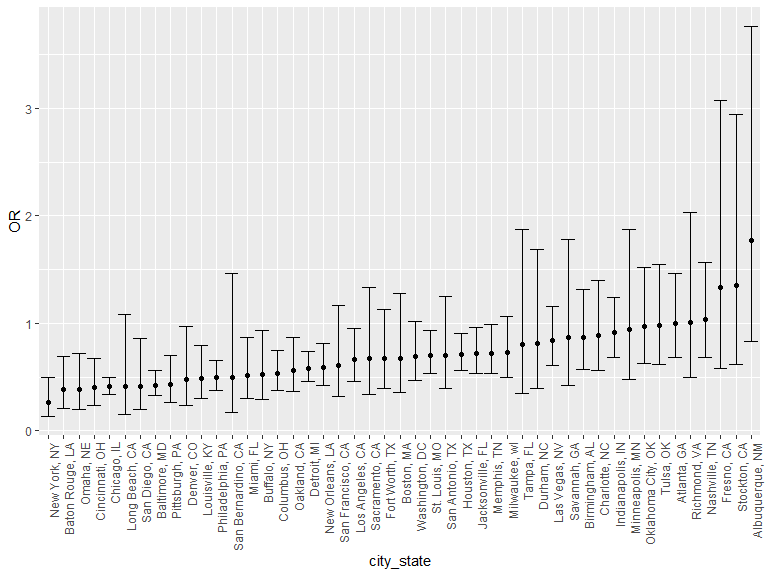 3
2
1
0
OR
New York, NY
Baton Rouge, LA
Omaha, NE
Cincinnati, OH
Chicago, IL
Long Beach, CA
San Diego, CA
Baltimore, MD
Pittsburgh, PA
Denver, CO
Louisville, KY
Philadelphia, PA
San Bernardino, CA
Miami, FL
Buffalo, NY
Columbus, OH
Oakland, CA
Detroit, MI
New Orleans, LA
San Francisco, CA
Los Angeles, CA
Sacramento, CA
Fort Worth, TX
Boston, MA
Washington, DC
St. Louis, MO
San Antonio, TX
Houston, TX
Jacksonville, FL
Memphis, TN
Milwaukee, wI
Tampa, FL
Durham, NC
Las Vegas, NV
Savannah, GA
Birmingham, AL
Charlotte, NC
Indianapolis, IN
Minneapolis, MN
Oklahoma City, OK
Tulsa, OK
Atlanta, GA
Richmond, VA
Nashville, TN
Fresno, CA
Stockton, CA
Albuquerque, NM
city_state